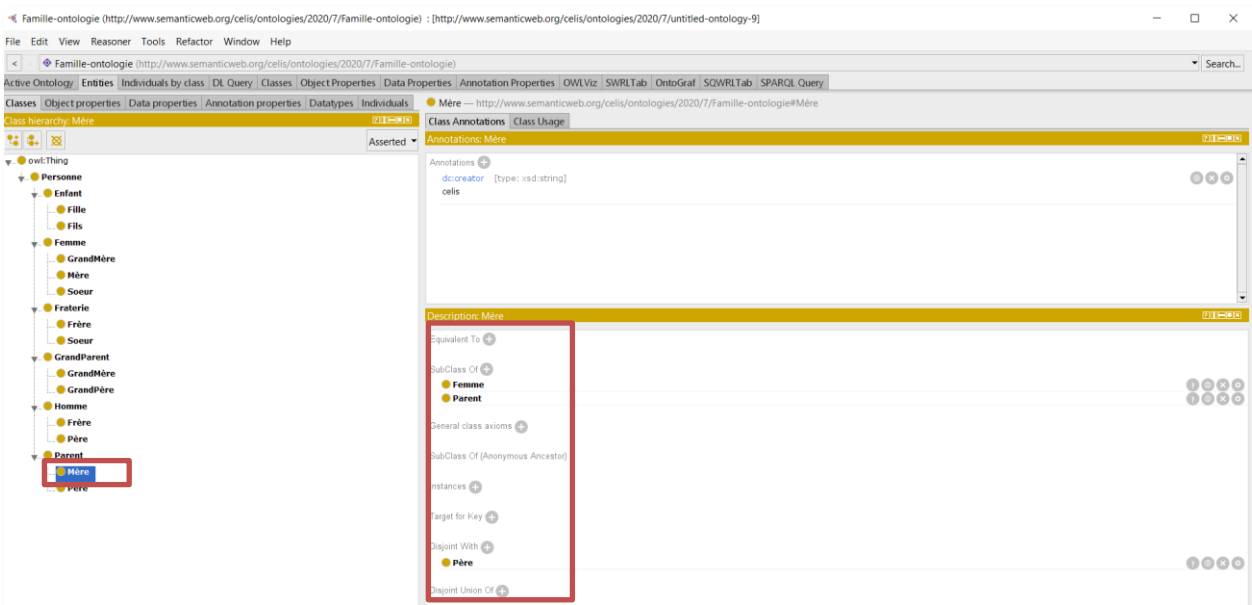 Famille-ontologie (http://www.semanticweb.org/celis/ontologies/2020/7/Famille-ontologie) : [http://www.semanticweb.org/celis/ontologies/2020/7/untitled-ontology-9]
File Edit View Reasoner Tools Refactor Window Help
< Famille-ontologie (http://www.semanticweb.org/celis/ontologies/2020/7/Famille-ontologie) Search...
Active Ontology Entities Individuals by class DL Query Classes Object Properties Data Properties Annotation Properties OWLViz SWRLTab OntoGraf SQWRLTab SPARQL Query
Classes Object properties Data properties Annotation properties Datatypes Individuals
Class hierarchy: Mère
Asserted
owl:Thing
Personne
Enfant
Fille
Fils
Femme
GrandMère
Mère
Soeur
Fraterie
Frère
Soeur
GrandParent
GrandMère
GrandPère
Homme
Frère
Père
Parent
Mère
Père
Mère — http://www.semanticweb.org/celis/ontologies/2020/7/Famille-ontologie#Mère
Class Annotations Class Usage
Annotations: Mère
Annotations
dc:creator [type: xsd:string]
celis
Description: Mère
Equivalent To
SubClass Of
Femme
Parent
General class axioms
SubClass Of (Anonymous Ancestor)
Instances
Target for Key
Disjoint With
Père
Disjoint Union Of